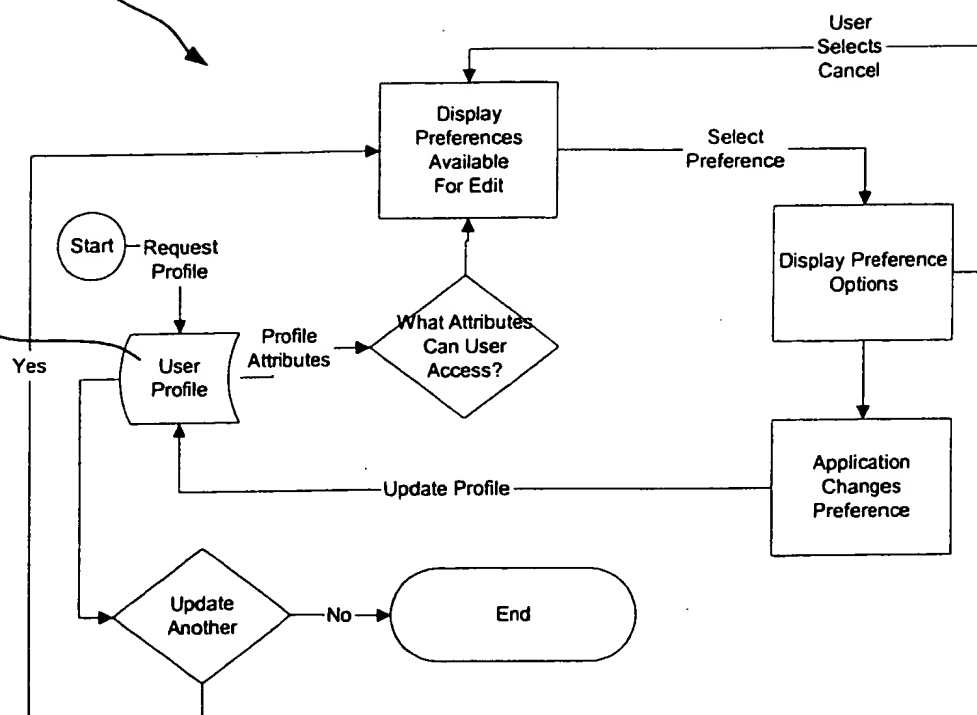 User
Selects
Cancel
Display
Preferences
Available
For Edit
Select
Preference
Start
Request
Profile
Display Preference
Options
What Attributes
Can User
Access?
Profile
Attributes
User
Profile
Yes
Application
Changes
Preference
Update Profile
Update
Another
No
End